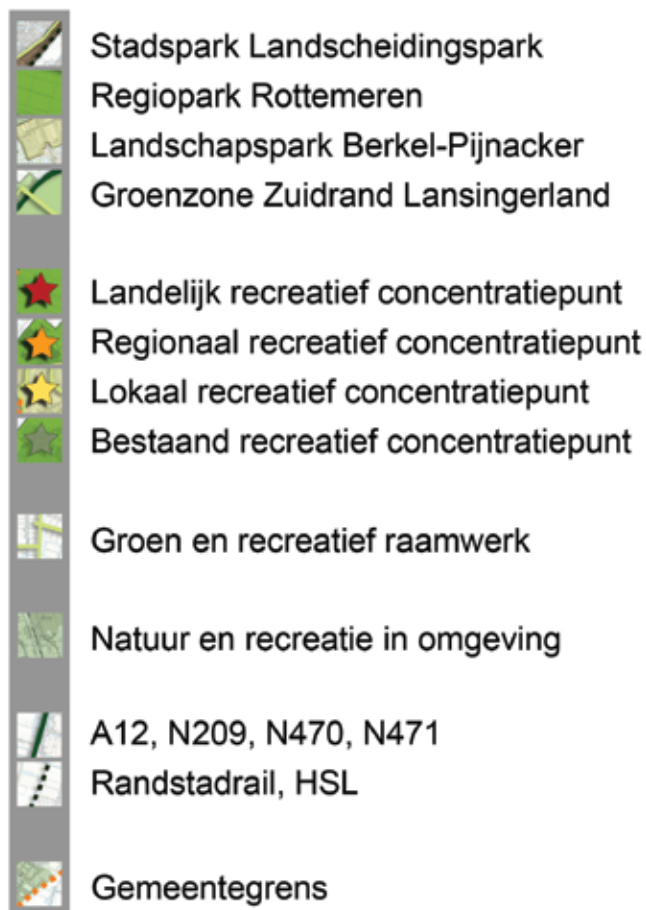 Stadspark Landscheidingspark
Regiopark Rottemeren
Landschapspark Berkel-Pijnacker
Groenzone Zuidrand Lansingerland
Landelijk recreatief concentratiepunt
Regionaal recreatief concentratiepunt
Lokaal recreatief concentratiepunt
Bestaand recreatief concentratiepunt
Groen en recreatief raamwerk
Natuur en recreatie in omgeving
A12, N209, N470, N471
Randstadrail, HSL
Gemeentegrens